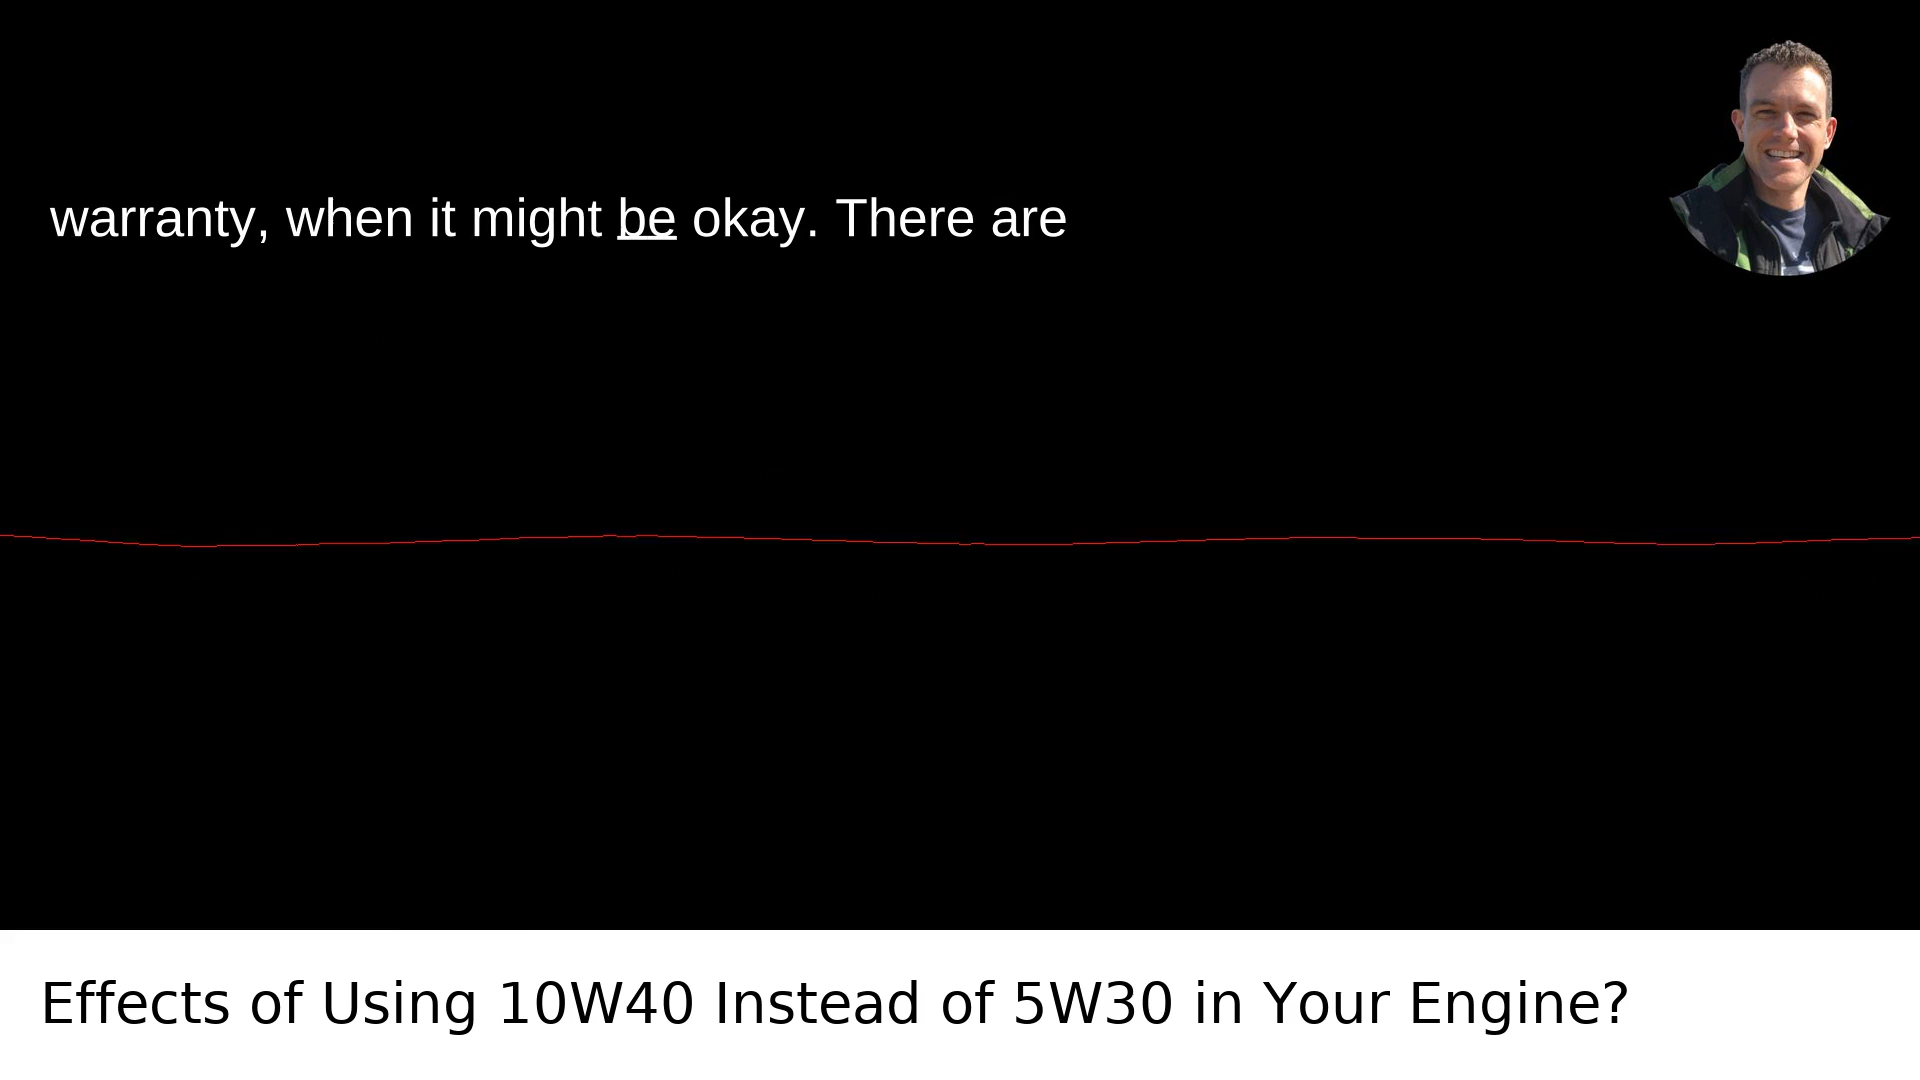 warranty, when it might be okay. There are
Effects of Using 10W40 Instead of 5W30 in Your Engine?